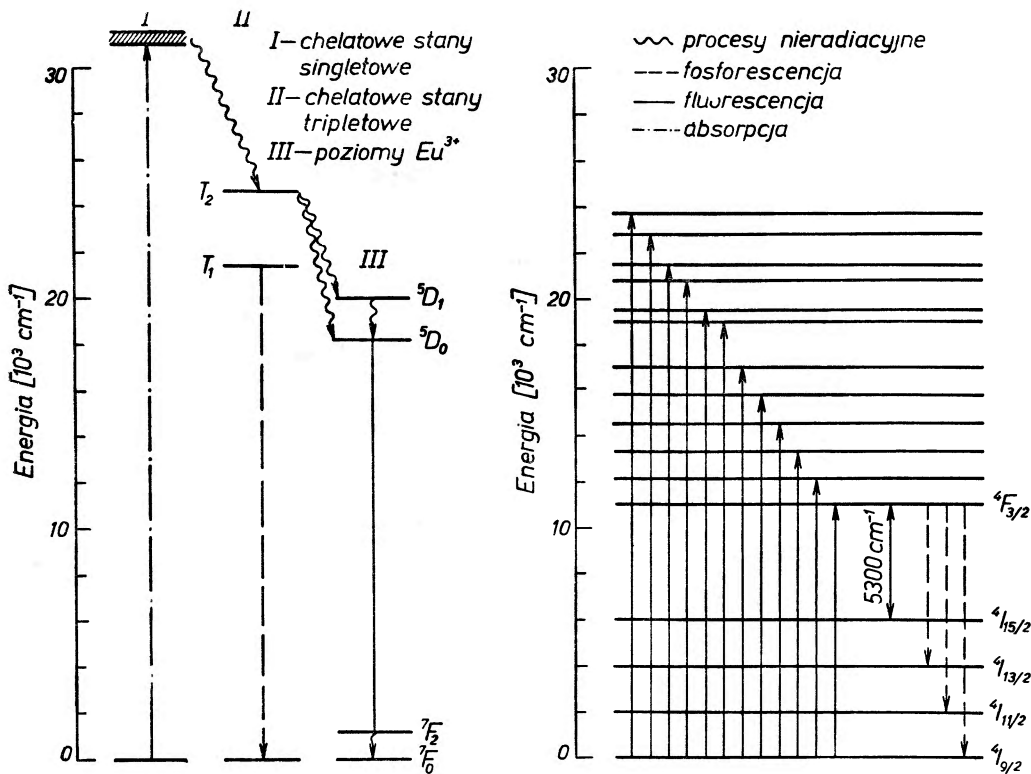 I
II
I—chelatowe stany
singletowe
II—chelatowe stany
tripletowe
III—poziomy Eu³⁺
30
20
10
0
Energia [10³ cm⁻¹]
T₂
T₁
III
⁵D₁
⁵D₀
⁷F₂
⁷F₀
procesy nieradiacyjne
fosforescencja
fluorescencja
absorpcja
30
20
10
0
Energia [10³ cm⁻¹]
5300 cm⁻¹
⁴F₃/₂
⁴I₁₅/₂
⁴I₁₃/₂
⁴I₁₁/₂
⁴I₉/₂